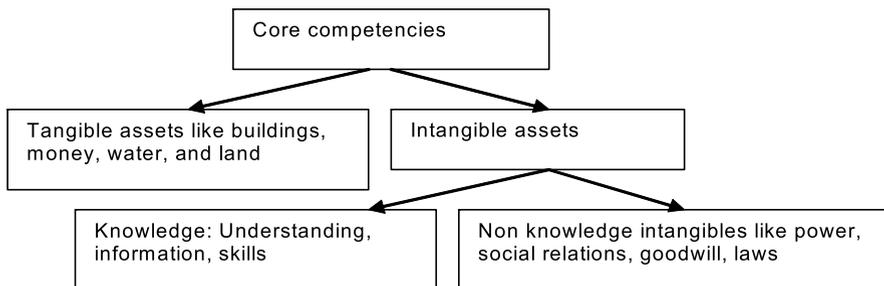 Core competencies
Tangible assets like buildings,
money, water, and land
Intangible assets
Knowledge: Understanding,
information, skills
Non knowledge intangibles like power,
social relations, goodwill, laws